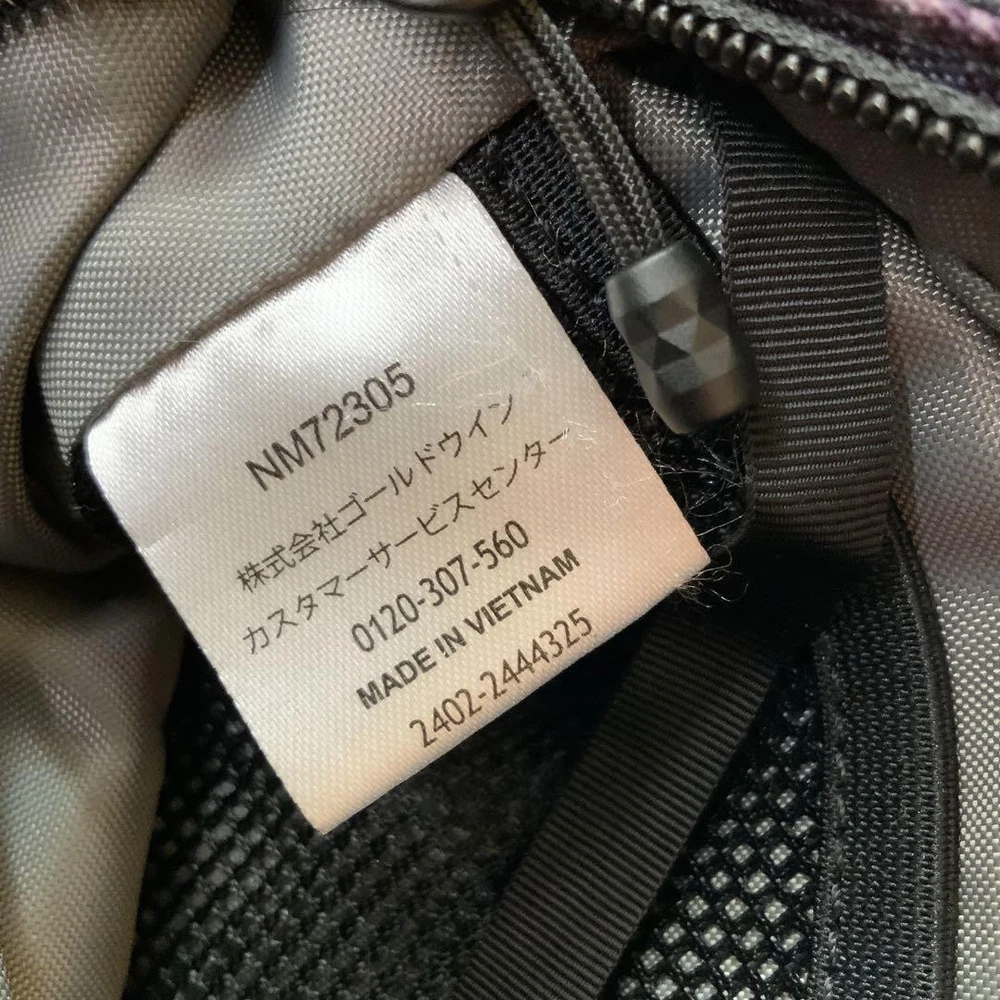 NM72305
株式会社ゴールドウイン
カスタマーサービスセンター
0120-307-560
MADE IN VIETNAM
2402-2444325